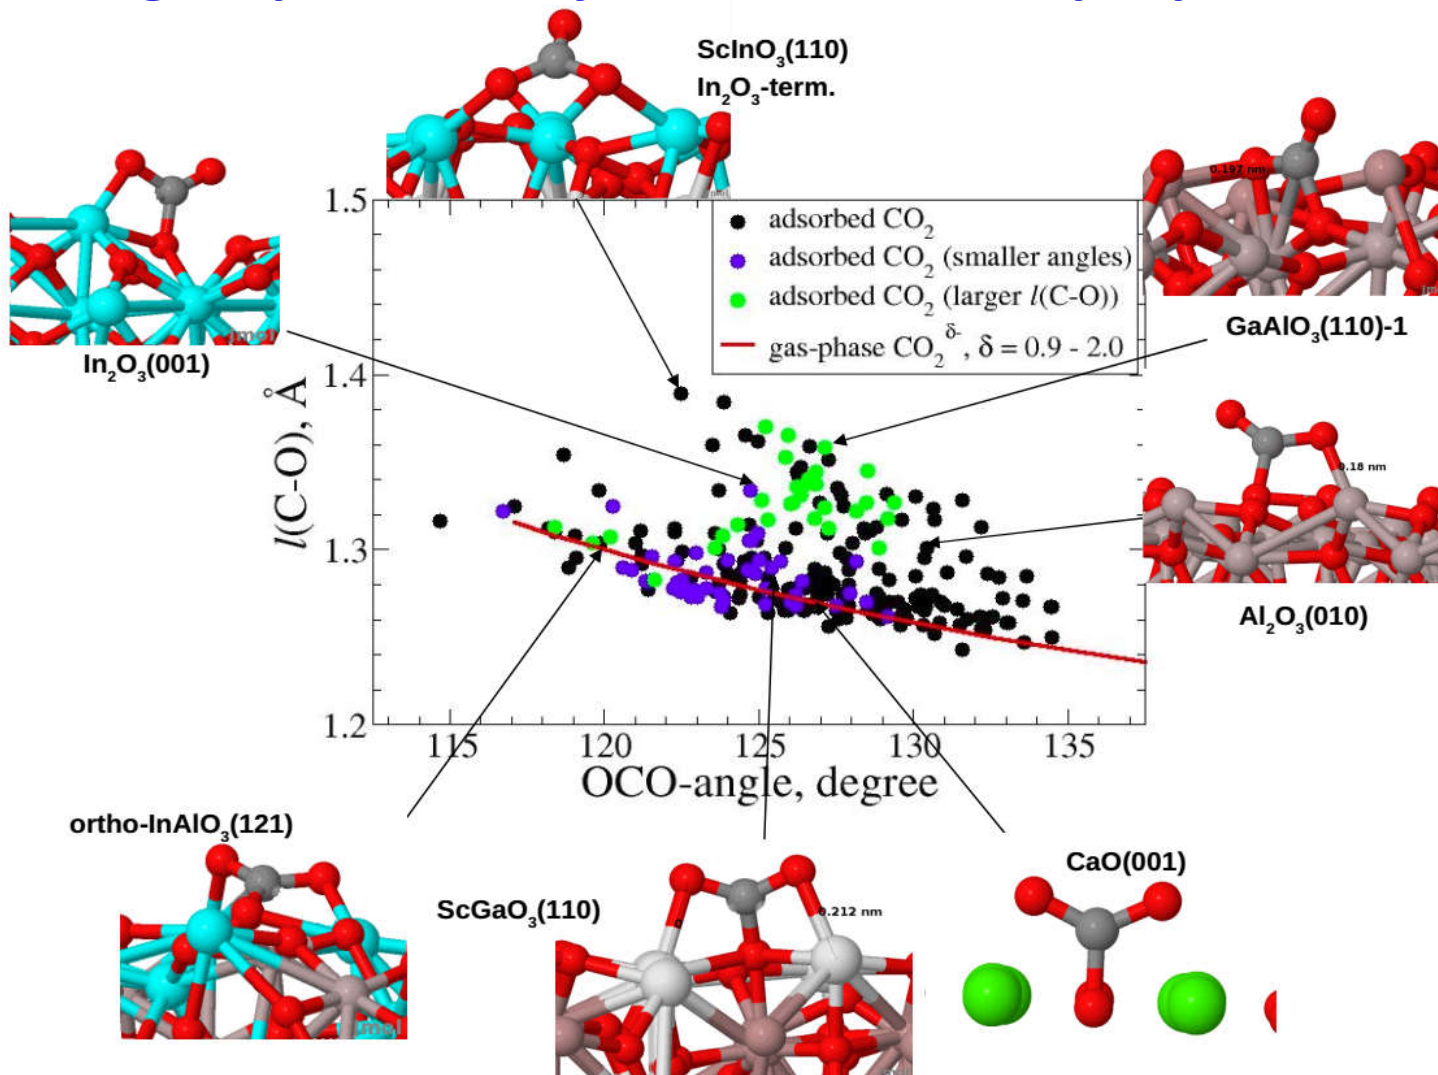 ScInO3(110)
In2O3-term.
0.197 nm
GaAlO3(110)-1
jmol
In2O3(001)
adsorbed CO2
adsorbed CO2 (smaller angles)
adsorbed CO2 (larger l(C-O))
gas-phase CO2δ-, δ = 0.9 - 2.0
1.5
1.4
1.3
1.2
l(C-O), Å
0.18 nm
Al2O3(010)
115
120
125
130
135
OCO-angle, degree
ortho-InAlO3(121)
jmol
ScGaO3(110)
0.212 nm
CaO(001)